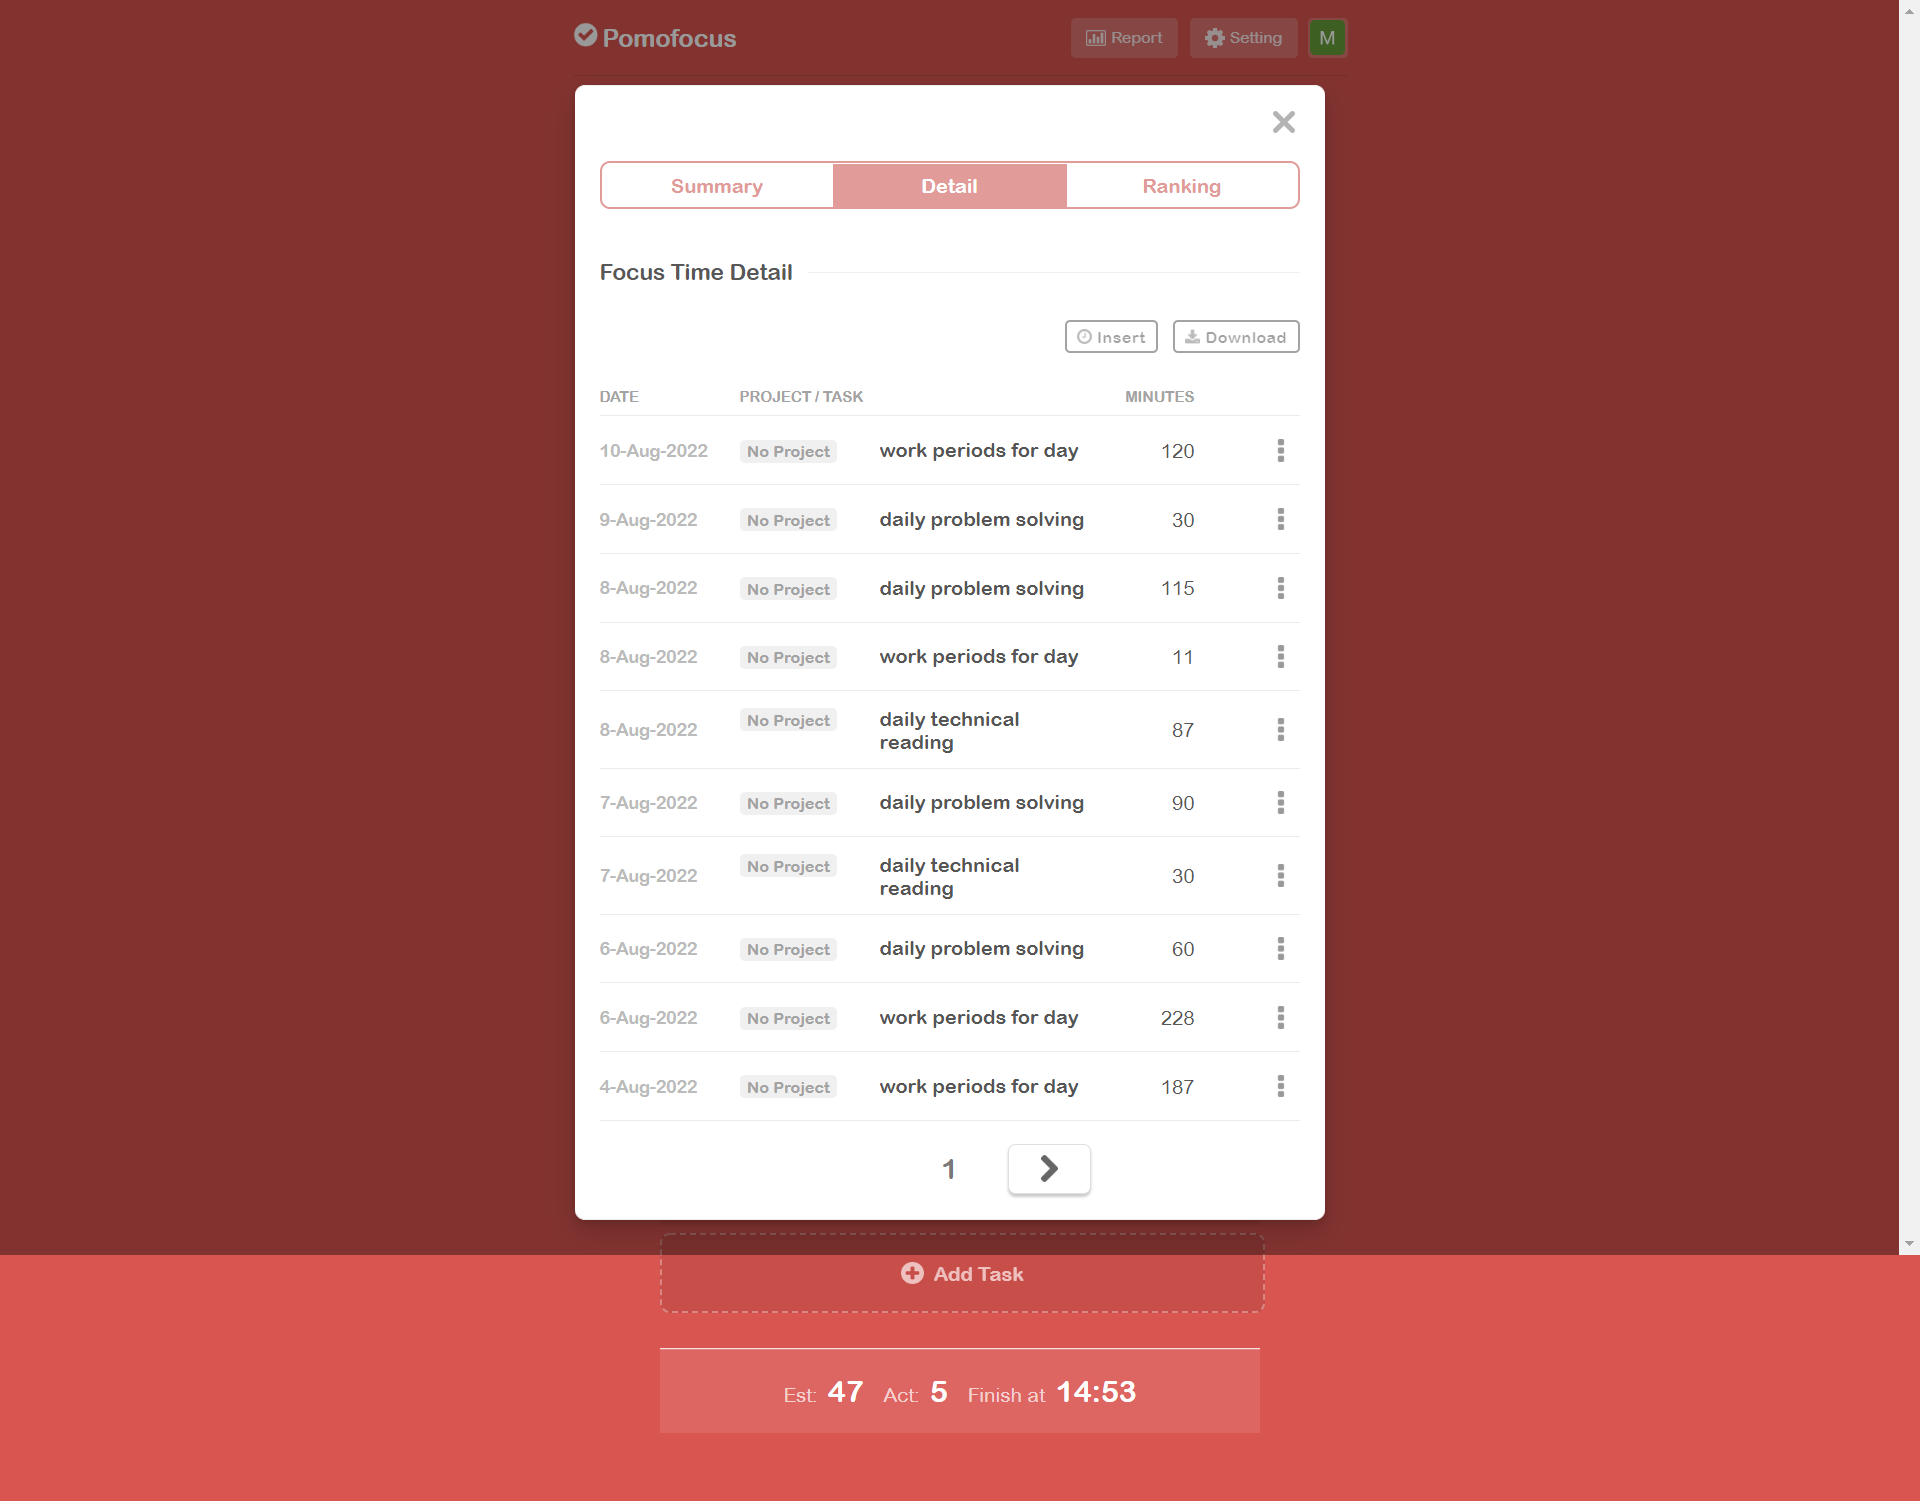 Pomofocus
Report
Setting
M
Summary
Detail
Ranking
Focus Time Detail
Insert
Download
DATE PROJECT / TASK MINUTES
10-Aug-2022 No Project work periods for day 120
9-Aug-2022 No Project daily problem solving 30
8-Aug-2022 No Project daily problem solving 115
8-Aug-2022 No Project work periods for day 11
8-Aug-2022 No Project daily technical
reading 87
7-Aug-2022 No Project daily problem solving 90
7-Aug-2022 No Project daily technical
reading 30
6-Aug-2022 No Project daily problem solving 60
6-Aug-2022 No Project work periods for day 228
4-Aug-2022 No Project work periods for day 187
1
Add Task
Est: 47 Act: 5 Finish at 14:53